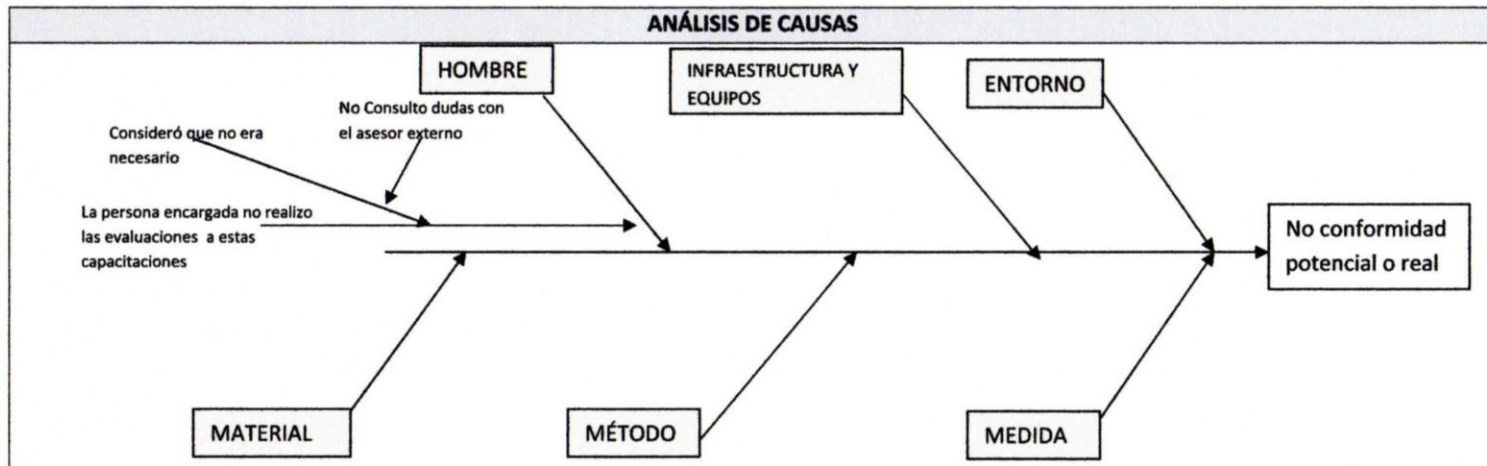 ANÁLISIS DE CAUSAS
HOMBRE
INFRAESTRUCTURA Y
EQUIPOS
ENTORNO
No Consulto dudas con
el asesor externo
Consideró que no era
necesario
La persona encargada no realizo
las evaluaciones a estas
capacitaciones
No conformidad
potencial o real
MATERIAL
MÉTODO
MEDIDA